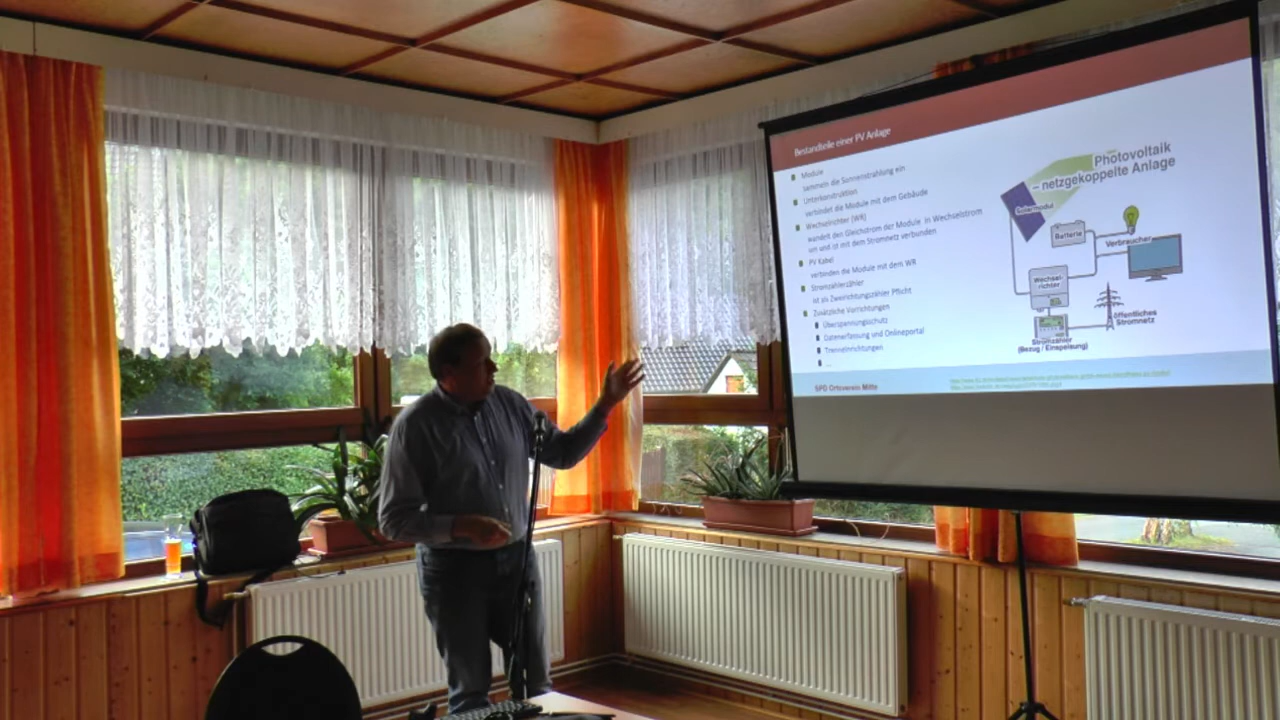 Bestandteile einer PV Anlage
Module
sammeln die Sonnenstrahlung ein
Unterkonstruktion
verbindet die Module mit dem Gebäude
Wechselrichter (WR)
wandelt den Gleichstrom der Module in Wechselstrom
um und ist mit dem Stromnetz verbunden
PV Kabel
verbinden die Module mit dem WR
Stromzählerzähler
ist als Zweirichtungszähler Pflicht
Zusätzliche Vorrichtungen
Überspannungsschutz
Datenerfassung und Onlineportal
Trenneinrichtungen
...
Photovoltaik
– netzgekoppelte Anlage
Solarmodul
Batterie
Verbraucher
Wechsel-
richter
öffentliches
Stromnetz
Stromzähler
(Bezug / Einspeisung)
SPD Ortsverein Mitte